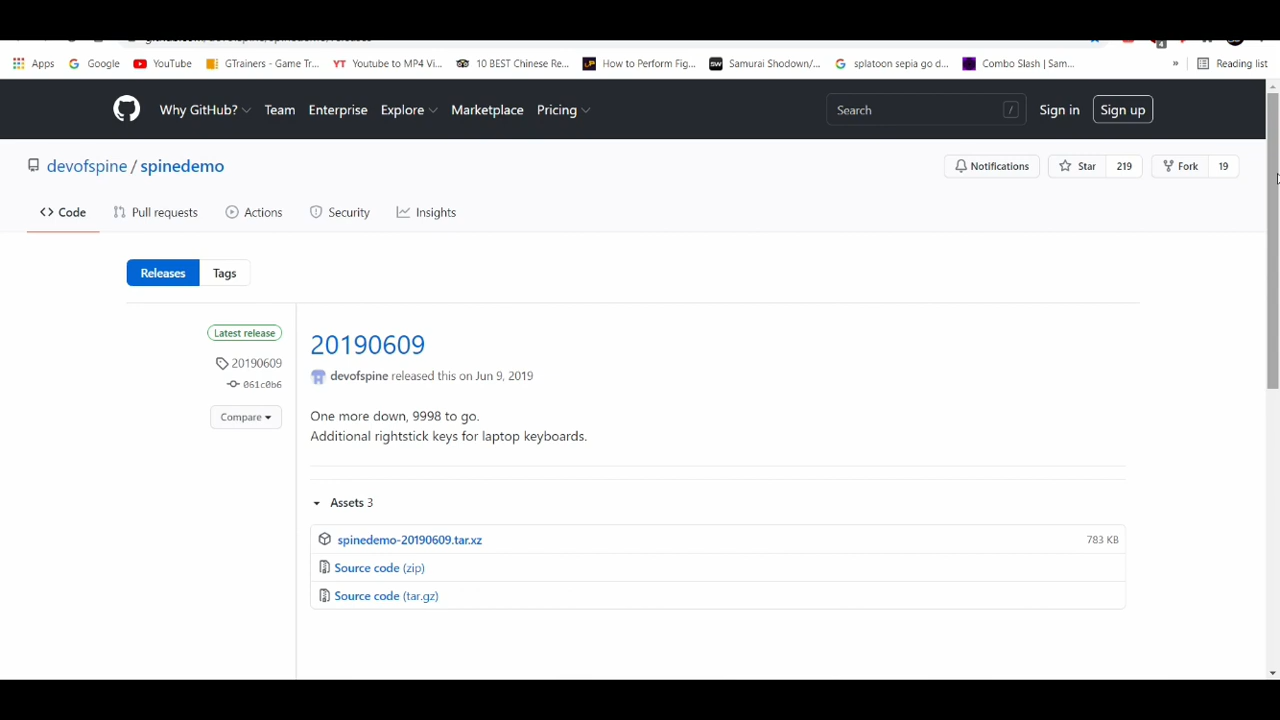 Apps Google YouTube GTrainers - Game Tr... Youtube to MP4 Vi... 10 BEST Chinese Re... How to Perform Fig... Samurai Shodown/... splatoon sepia go d... Combo Slash | Sam... » Reading list
Why GitHub? Team Enterprise Explore Marketplace Pricing Search / Sign in Sign up
devofspine / spinedemo Notifications Star 219 Fork 19
<> Code Pull requests Actions Security Insights
Releases Tags
Latest release
20190609
20190609
061c0b6
devofspine released this on Jun 9, 2019
Compare
One more down, 9998 to go.
Additional rightstick keys for laptop keyboards.
Assets 3
spinedemo-20190609.tar.xz 783 KB
Source code (zip)
Source code (tar.gz)